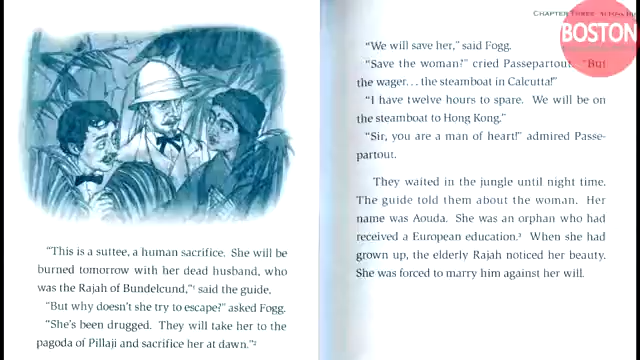 "This is a suttee, a human sacrifice. She will be
burned tomorrow with her dead husband, who
was the Rajah of Bundelcund,"¹ said the guide.
"But why doesn't she try to escape?" asked Fogg.
"She's been drugged. They will take her to the
pagoda of Pillaji and sacrifice her at dawn."²
CHAPTER THREE
BOSTON
"We will save her," said Fogg.
"Save the woman?" cried Passepartout. "But
the wager... the steamboat in Calcutta!"
"I have twelve hours to spare. We will be on
the steamboat to Hong Kong."
"Sir, you are a man of heart!" admired Passe-
partout.
They waited in the jungle until night time.
The guide told them about the woman. Her
name was Aouda. She was an orphan who had
received a European education.³ When she had
grown up, the elderly Rajah noticed her beauty.
She was forced to marry him against her will.